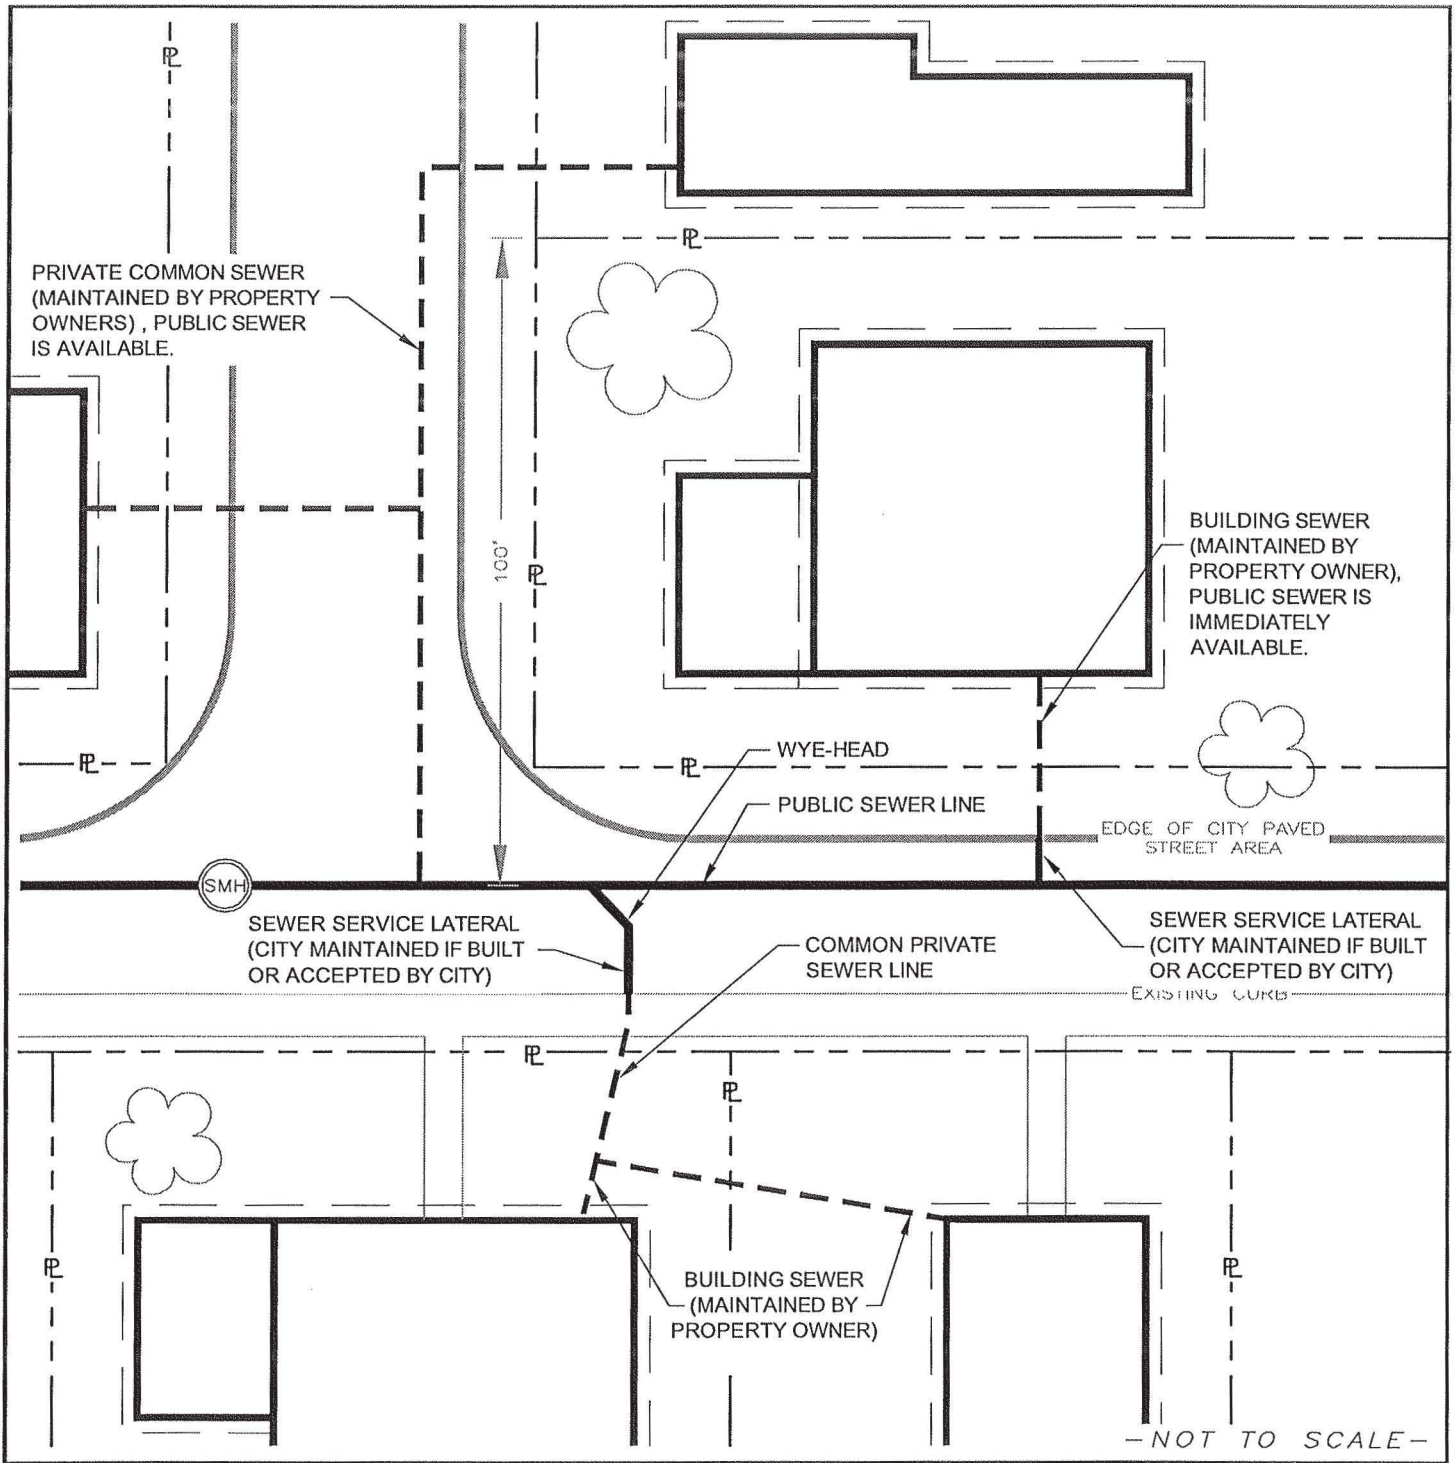 PL
PL
PRIVATE COMMON SEWER
(MAINTAINED BY PROPERTY
OWNERS) , PUBLIC SEWER
IS AVAILABLE.
100'
PL
BUILDING SEWER
(MAINTAINED BY
PROPERTY OWNER),
PUBLIC SEWER IS
IMMEDIATELY
AVAILABLE.
PL
PL
WYE-HEAD
PUBLIC SEWER LINE
EDGE OF CITY PAVED
STREET AREA
SMH
SEWER SERVICE LATERAL
(CITY MAINTAINED IF BUILT
OR ACCEPTED BY CITY)
COMMON PRIVATE
SEWER LINE
SEWER SERVICE LATERAL
(CITY MAINTAINED IF BUILT
OR ACCEPTED BY CITY)
EXISTING CURB
PL
PL
PL
BUILDING SEWER
(MAINTAINED BY
PROPERTY OWNER)
PL
-NOT TO SCALE-